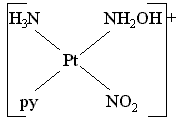 H₃N NH₂OH +
Pt
py NO₂